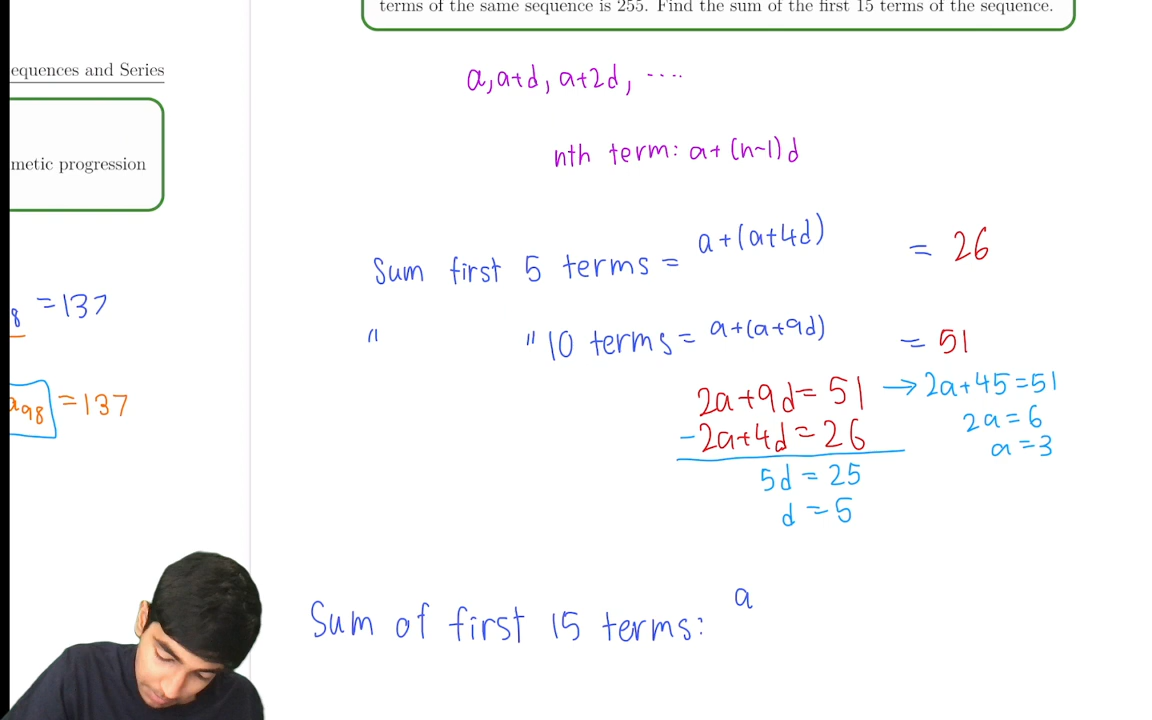 terms of the same sequence is 255. Find the sum of the first 15 terms of the sequence.
equences and Series
metic progression
8 =137
a98 =137
a, a+d, a+2d, ....
nth term: a+(n-1)d
Sum first 5 terms = a+(a+4d) = 26
" " 10 terms = a+(a+9d) = 51
2a+9d=51 → 2a+45=51
-2a+4d=26
2a=6
a=3
5d=25
d=5
Sum of first 15 terms: a